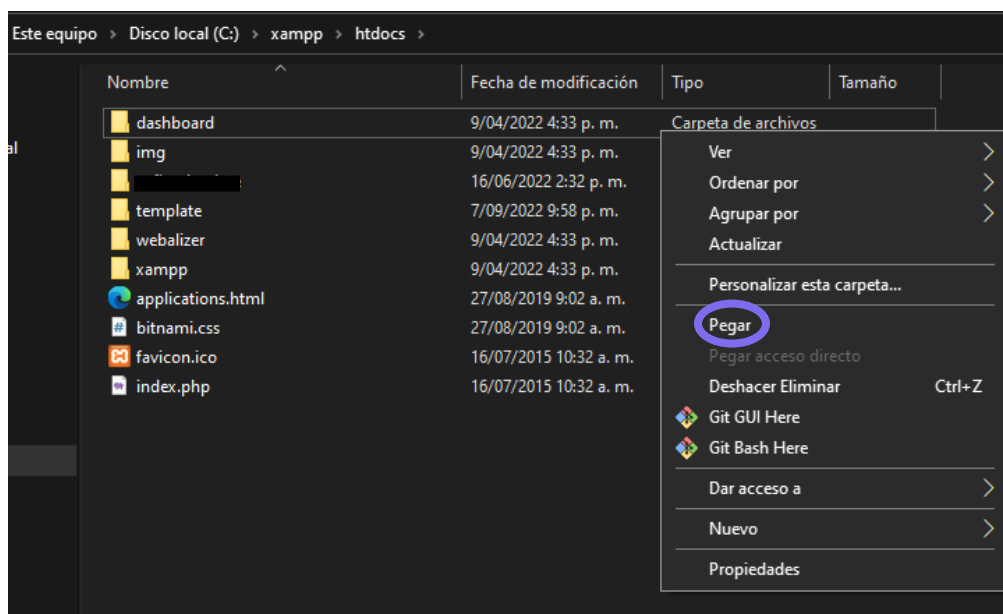 Este equipo > Disco local (C:) > xampp > htdocs >
Nombre Fecha de modificación Tipo Tamaño
dashboard 9/04/2022 4:33 p. m. Carpeta de archivos
al
img 9/04/2022 4:33 p. m.
16/06/2022 2:32 p. m.
template 7/09/2022 9:58 p. m.
webalizer 9/04/2022 4:33 p. m.
xampp 9/04/2022 4:33 p. m.
applications.html 27/08/2019 9:02 a. m.
bitnami.css 27/08/2019 9:02 a. m.
favicon.ico 16/07/2015 10:32 a. m.
index.php 16/07/2015 10:32 a. m.
Ver
Ordenar por
Agrupar por
Actualizar
Personalizar esta carpeta...
Pegar
Pegar acceso directo
Deshacer Eliminar Ctrl+Z
Git GUI Here
Git Bash Here
Dar acceso a
Nuevo
Propiedades